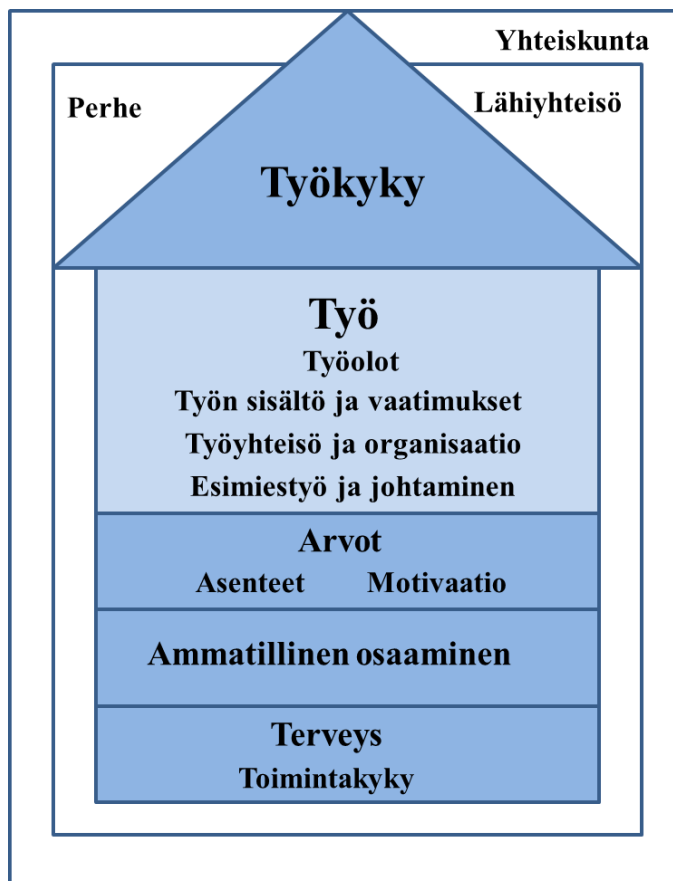 Yhteiskunta
Perhe
Lähiyhteisö
Työkyky
Työ
Työolot
Työn sisältö ja vaatimukset
Työyhteisö ja organisaatio
Esimiestyö ja johtaminen
Arvot
Asenteet Motivaatio
Ammatillinen osaaminen
Terveys
Toimintakyky